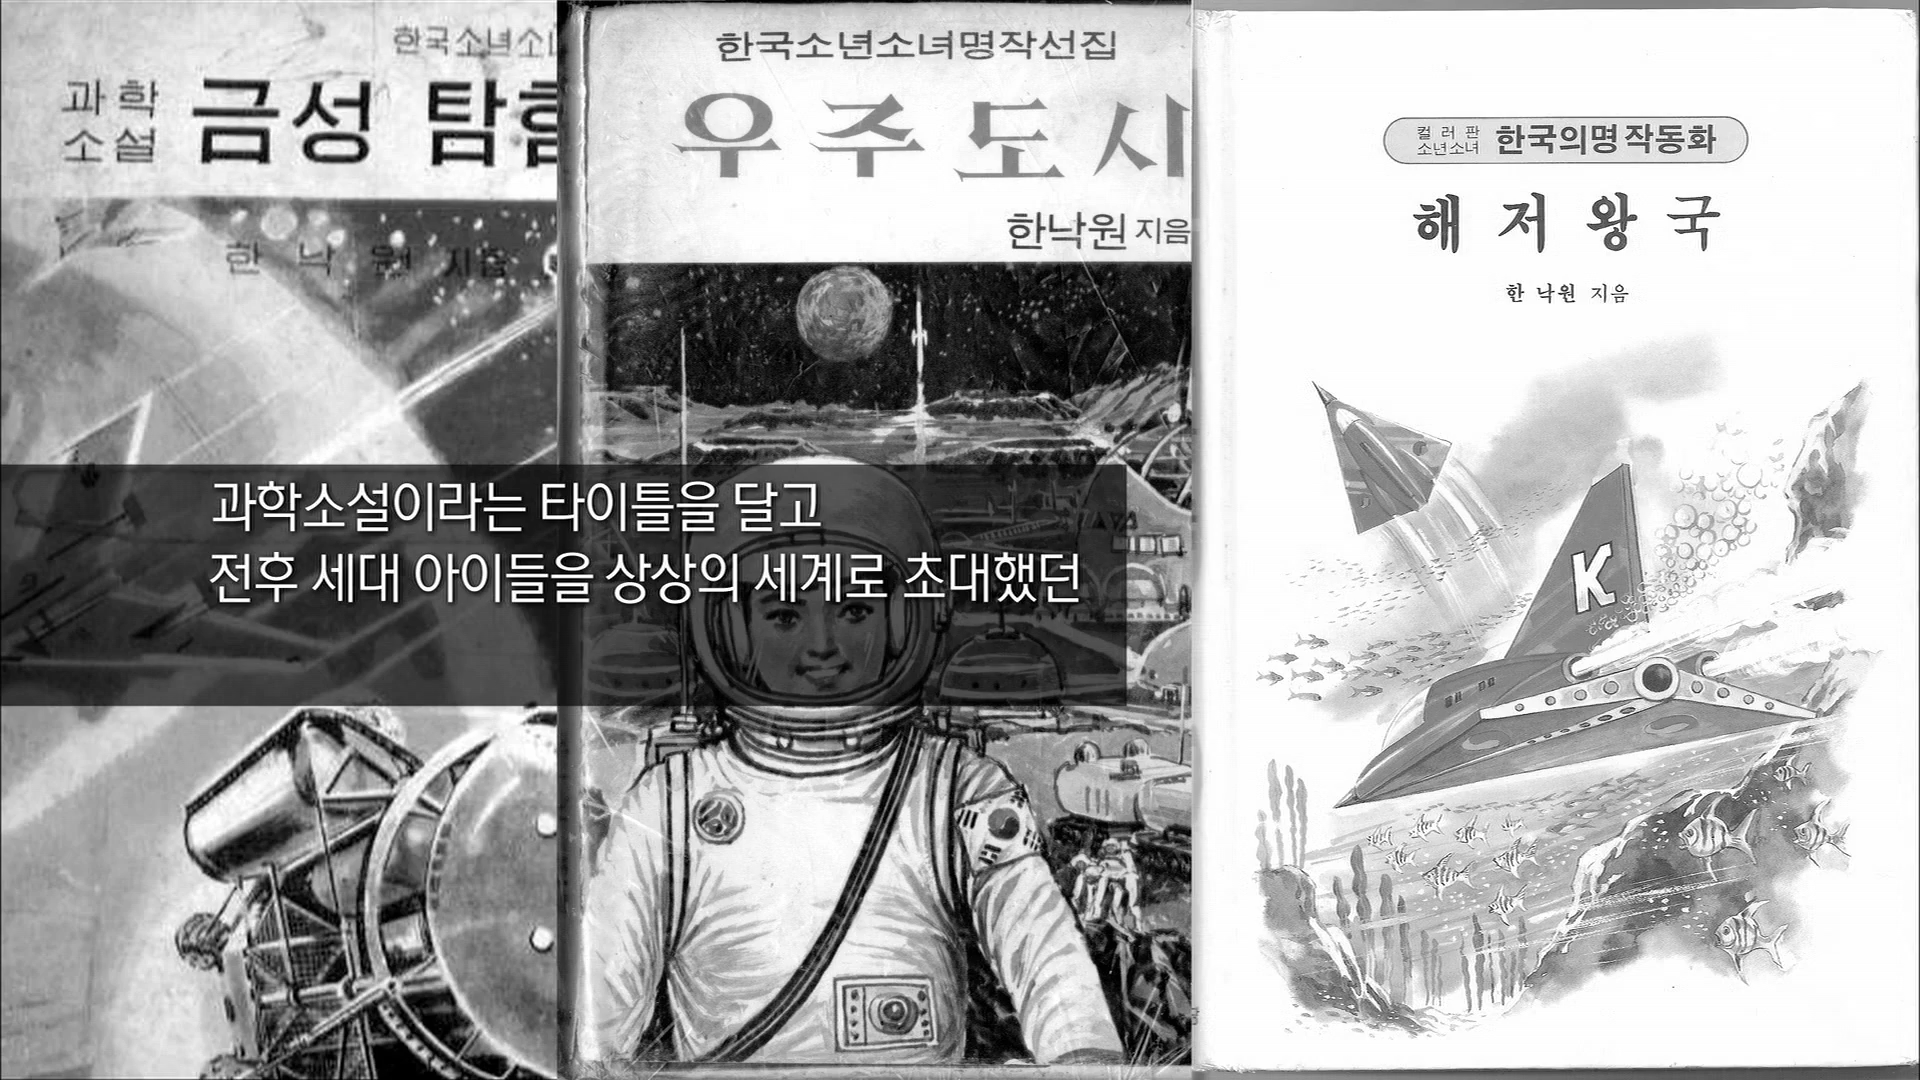 한국소년소
과학
소설
금성 탐험
한 낙 원 지음
한국소년소녀명작선집
우주도시
한낙원 지음
컬러판
소년소녀
한국의명작동화
해저왕국
한 낙원 지음
K
과학소설이라는 타이틀을 달고
전후 세대 아이들을 상상의 세계로 초대했던